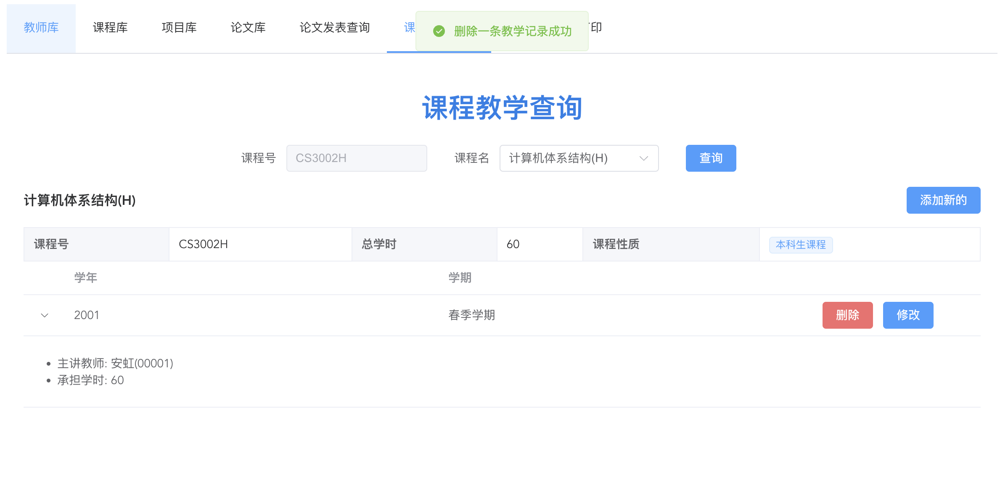 教师库 课程库 项目库 论文库 论文发表查询 课 印
删除一条教学记录成功
课程教学查询
课程号 CS3002H 课程名 计算机体系结构(H) 查询
计算机体系结构(H) 添加新的
课程号 CS3002H 总学时 60 课程性质 本科生课程
学年 学期
2001 春季学期 删除 修改
主讲教师: 安虹(00001)
承担学时: 60